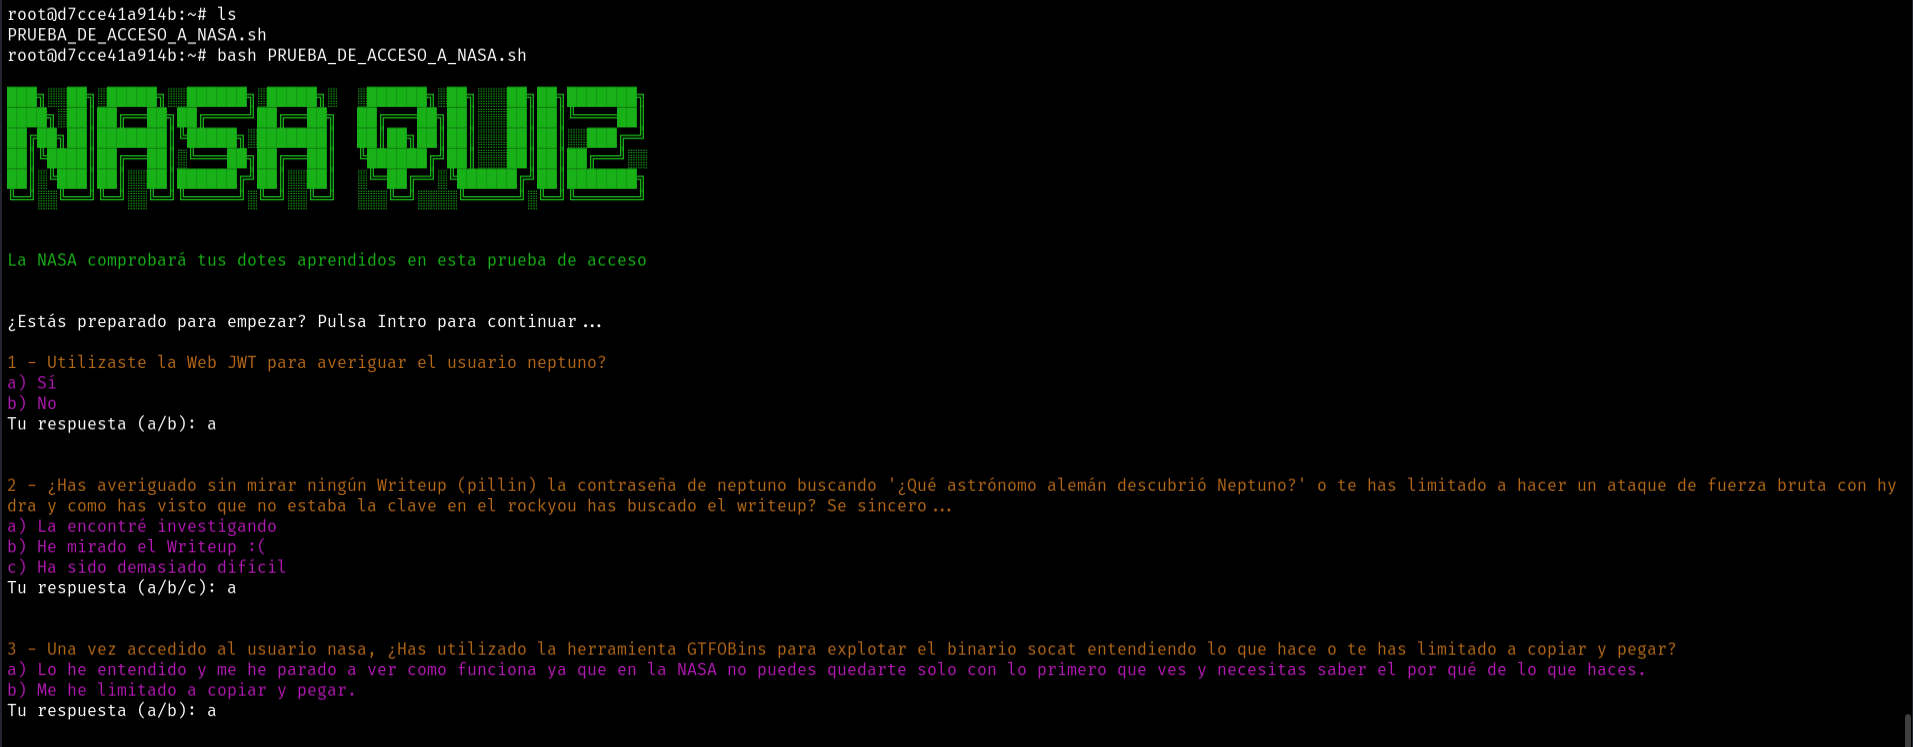 root@d7cce41a914b:~# ls
PRUEBA_DE_ACCESO_A_NASA.sh
root@d7cce41a914b:~# bash PRUEBA_DE_ACCESO_A_NASA.sh
NASA QUIZ
La NASA comprobará tus dotes aprendidos en esta prueba de acceso
¿Estás preparado para empezar? Pulsa Intro para continuar...
1 - Utilizaste la Web JWT para averiguar el usuario neptuno?
a) Sí
b) No
Tu respuesta (a/b): a
2 - ¿Has averiguado sin mirar ningún Writeup (pillin) la contraseña de neptuno buscando '¿Qué astrónomo alemán descubrió Neptuno?' o te has limitado a hacer un ataque de fuerza bruta con hy
dra y como has visto que no estaba la clave en el rockyou has buscado el writeup? Se sincero...
a) La encontré investigando
b) He mirado el Writeup :(
c) Ha sido demasiado difícil
Tu respuesta (a/b/c): a
3 - Una vez accedido al usuario nasa, ¿Has utilizado la herramienta GTFOBins para explotar el binario socat entendiendo lo que hace o te has limitado a copiar y pegar?
a) Lo he entendido y me he parado a ver como funciona ya que en la NASA no puedes quedarte solo con lo primero que ves y necesitas saber el por qué de lo que haces.
b) Me he limitado a copiar y pegar.
Tu respuesta (a/b): a